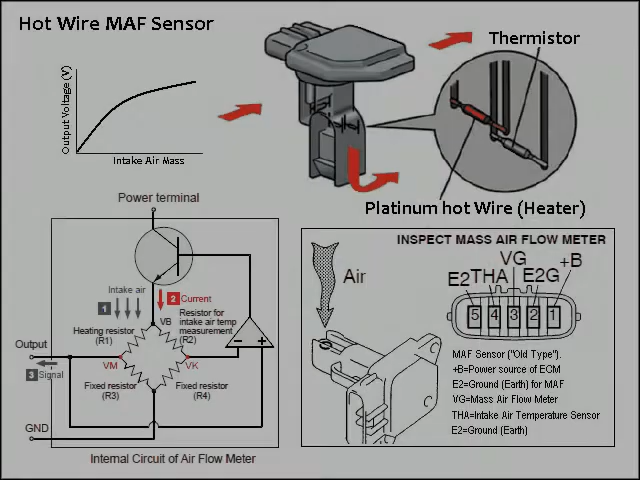 Hot Wire MAF Sensor
Thermistor
Output Voltage (V)
Intake Air Mass
Platinum hot Wire (Heater)
Power terminal
Intake air
1
2 Current
VB
Resistor for
intake air temp
measurement
(R2)
Heating resistor
(R1)
Output
VM
VK
- +
3 Signal
Fixed resistor
(R3)
Fixed resistor
(R4)
GND
Internal Circuit of Air Flow Meter
INSPECT MASS AIR FLOW METER
Air
VG
E2 THA E2G +B
5 4 3 2 1
MAF Sensor ("Old Type").
+B=Power source of ECM
E2=Ground (Earth) for MAF
VG=Mass Air Flow Meter
THA=Intake Air Temperature Sensor
E2=Ground (Earth)